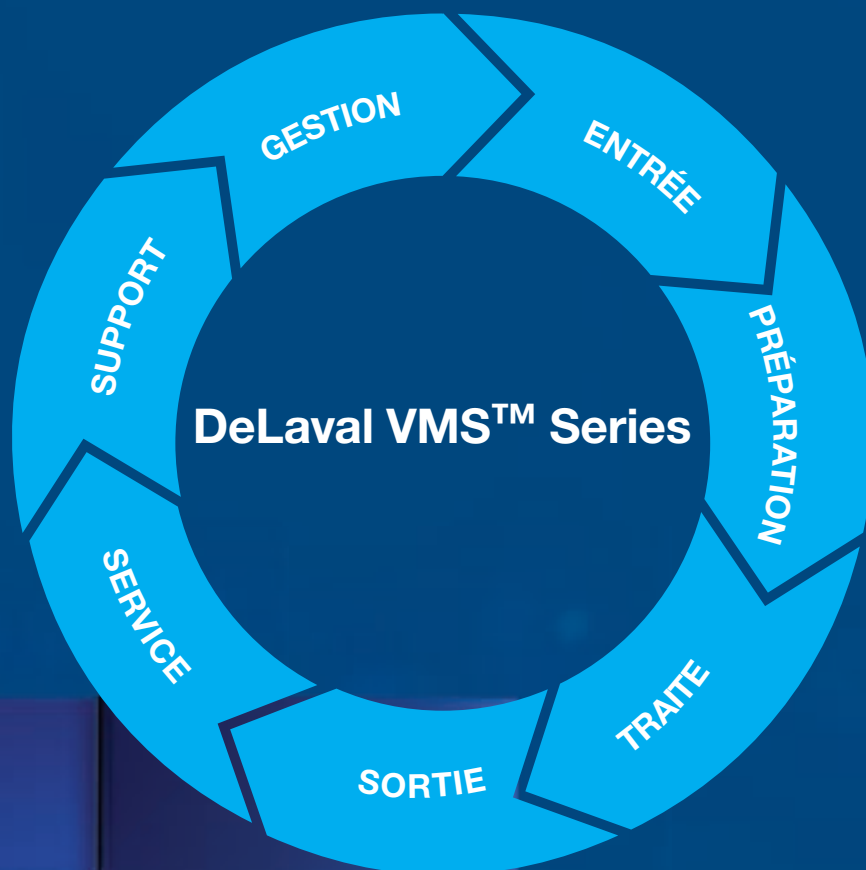 GESTION
ENTRÉE
PRÉPARATION
TRAITE
SORTIE
SERVICE
SUPPORT
DeLaval VMS™ Series